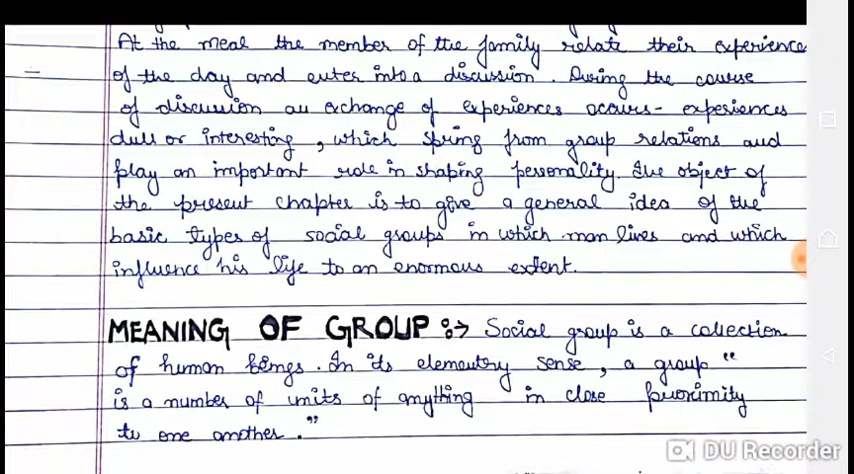 At the meal the member of the family relate their experience
of the day and enter into a discussion. During the course
of discussion an exchange of experiences occurs- experiences
dull or interesting, which spring from group relations and
play an important role in shaping personality. The object of
the present chapter is to give a general idea of the
basic types of social groups in which man lives and which
influence his life to an enormous extent.
MEANING OF GROUP :→ Social group is a collection
of human beings. In its elementry sense, a group "
is a number of units of anything in close proximity
to one another."
DU Recorder